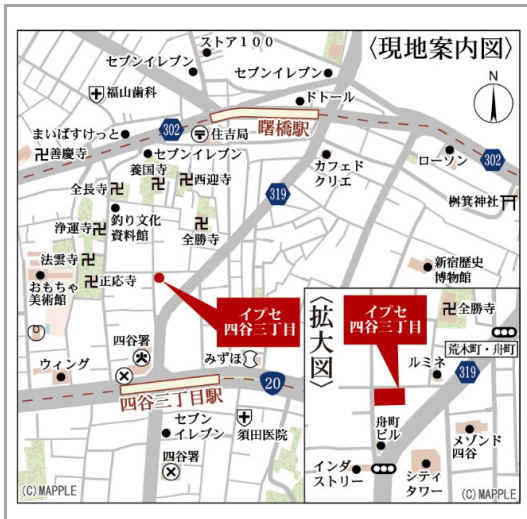 〈現地案内図〉
ストア100
セブンイレブン
セブンイレブン
N
福山歯科
ドトール
まいばすけっと
302
住吉局
曙橋駅
善慶寺
セブンイレブン
養国寺
西迎寺
カフェド
クリエ
ローソン
302
全長寺
319
桝箕神社
浄運寺
釣り文化
資料館
全勝寺
法雲寺
おもちゃ
美術館
正応寺
新宿歴史
博物館
イプセ
四谷三丁目
四谷署
みずほ
ウィング
四谷三丁目駅
20
セブン
イレブン
須田医院
四谷署
〈拡大図〉
イプセ
四谷三丁目
全勝寺
荒木町・舟町
ルミネ
319
舟町
ビル
メゾンド
四谷
インダ
ストリー
シティ
タワー
(C) MAPPLE
(C) MAPPLE